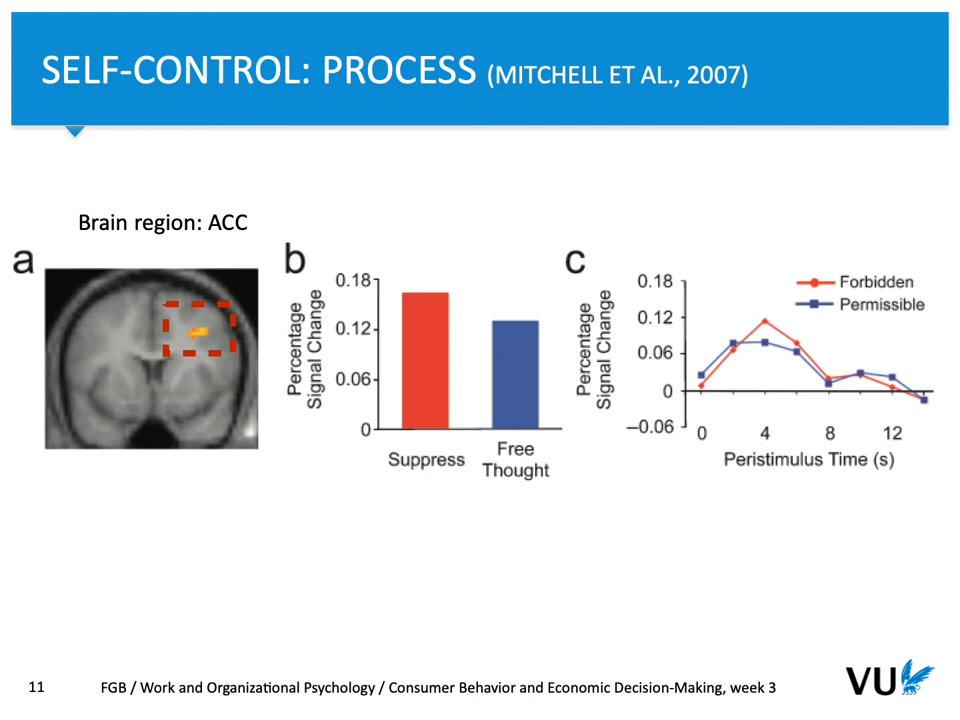 SELF-CONTROL: PROCESS (MITCHELL ET AL., 2007)
Brain region: ACC
a
b
Percentage
Signal Change
0.18
0.12
0.06
0
Suppress
Free
Thought
c
Percentage
Signal Change
0.18
0.12
0.06
0
–0.06
Forbidden
Permissible
0 4 8 12
Peristimulus Time (s)
11 FGB / Work and Organizational Psychology / Consumer Behavior and Economic Decision-Making, week 3
VU